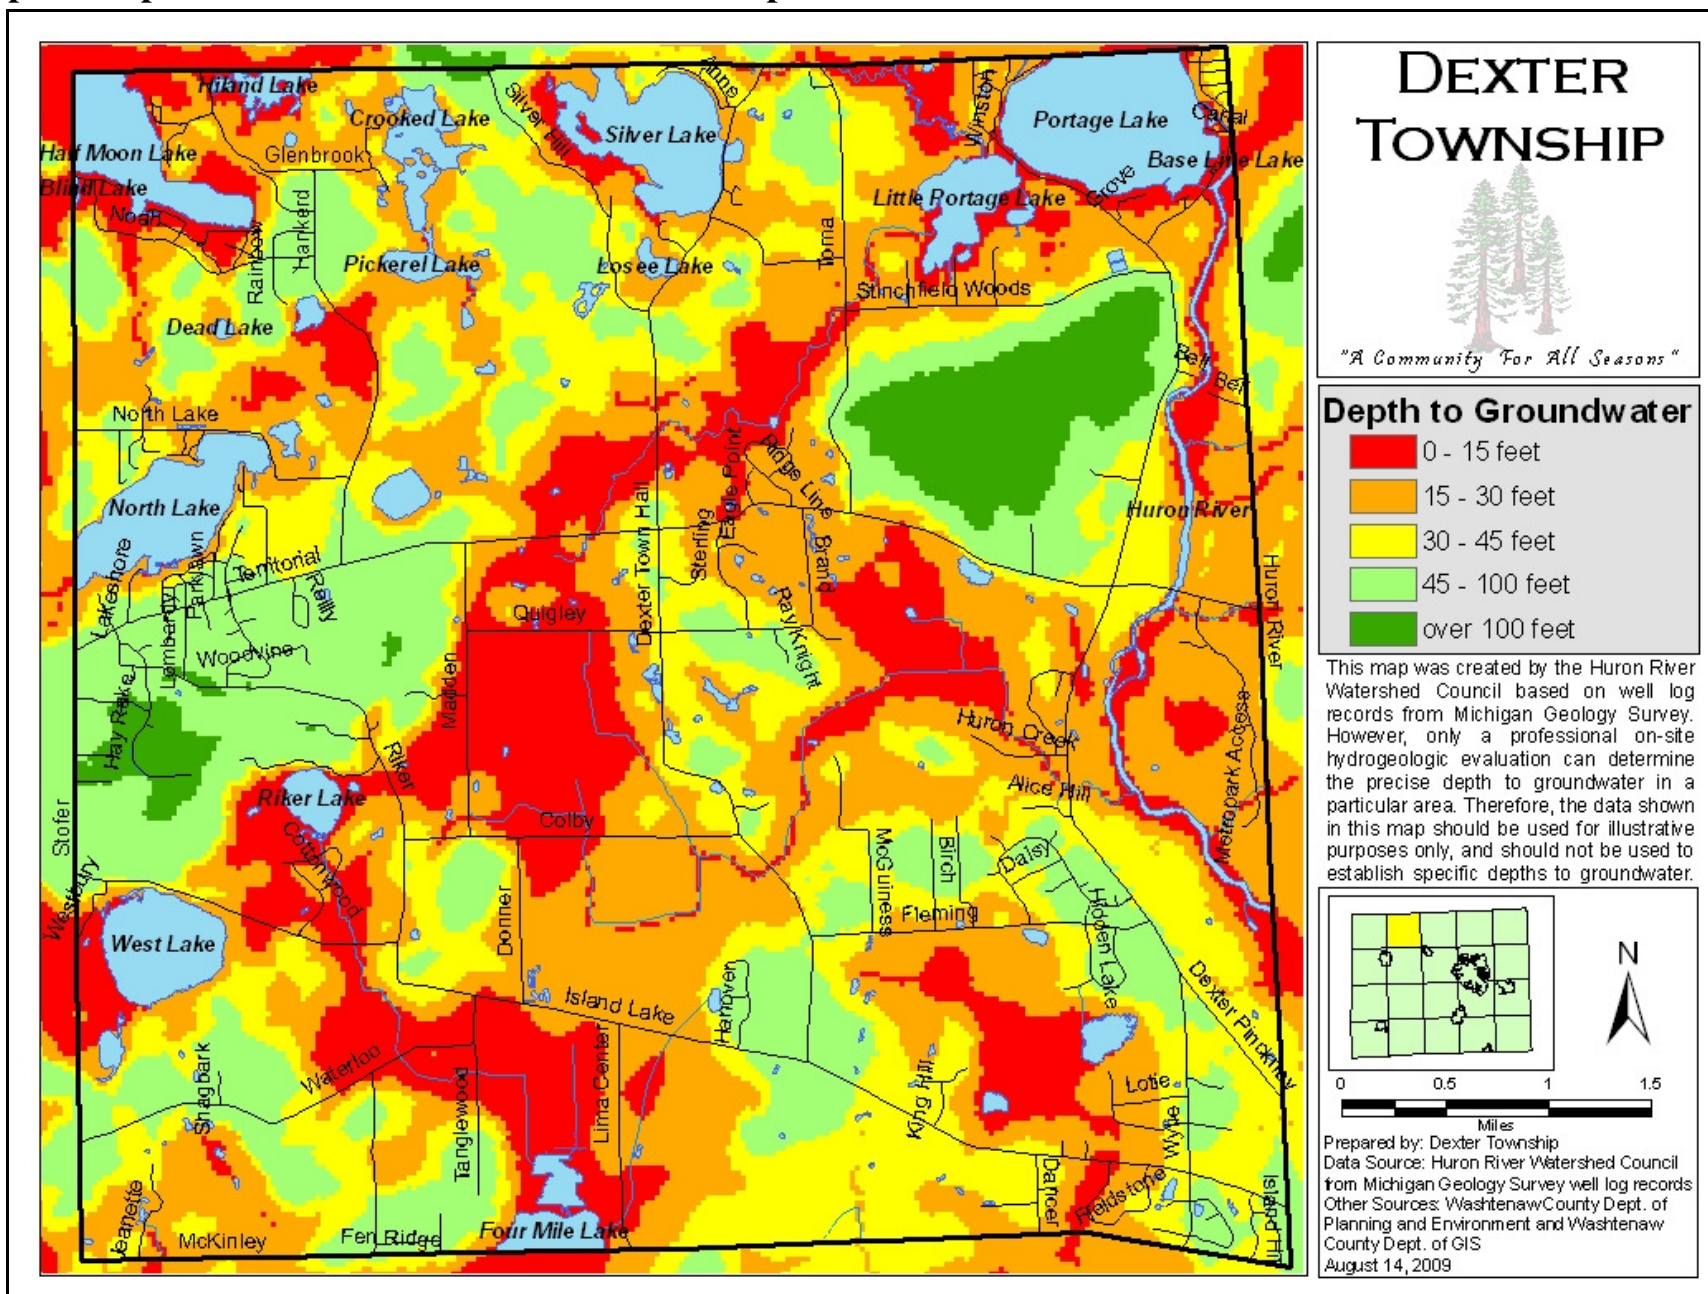 DEXTER
TOWNSHIP
"A Community For All Seasons"
Depth to Groundwater
0 - 15 feet
15 - 30 feet
30 - 45 feet
45 - 100 feet
over 100 feet
This map was created by the Huron River
Watershed Council based on well log
records from Michigan Geology Survey.
However, only a professional on-site
hydrogeologic evaluation can determine
the precise depth to groundwater in a
particular area. Therefore, the data shown
in this map should be used for illustrative
purposes only, and should not be used to
establish specific depths to groundwater.
N
0 0.5 1 1.5
Miles
Prepared by: Dexter Township
Data Source: Huron River Watershed Council
from Michigan Geology Survey well log records
Other Sources: Washtenaw County Dept. of
Planning and Environment and Washtenaw
County Dept. of GIS
August 14, 2009
Hiland Lake
Crooked Lake
Silver Hill
Silver Lake
Anne
Winston
Portage Lake
Canal
Half Moon Lake
Glenbrook
Base Line Lake
Blind Lake
Noah
Hankerd
Rainbow
Little Portage Lake
Grove
Pickerel Lake
Losee Lake
Toma
Stinchfield Woods
Dead Lake
Bell
Bell
North Lake
North Lake
Eagle Point
Ridge Line
Dexter Town Hall
Huron River
Sterling
Brand
Lakeshore
Parklawn
Territorial
Reilly
Lombardy
Woodvine
Quigley
Ray Knight
Huron River
Hay Rake
Madden
Riker
Huron Creek
Metropark Access
Riker Lake
Alice Hill
Stofer
Colby
Cottonwood
McGuiness
Birch
Daisy
Westbury
West Lake
Donner
Fleming
Hidden Lake
Hanover
Island Lake
Dexter Pinckney
Waterloo
Shagbark
Tanglewood
Lima Center
King Hill
Lotie
Wylie
Jeanette
McKinley
Fen Ridge
Four Mile Lake
Dancer
Fieldstone
Island Hill